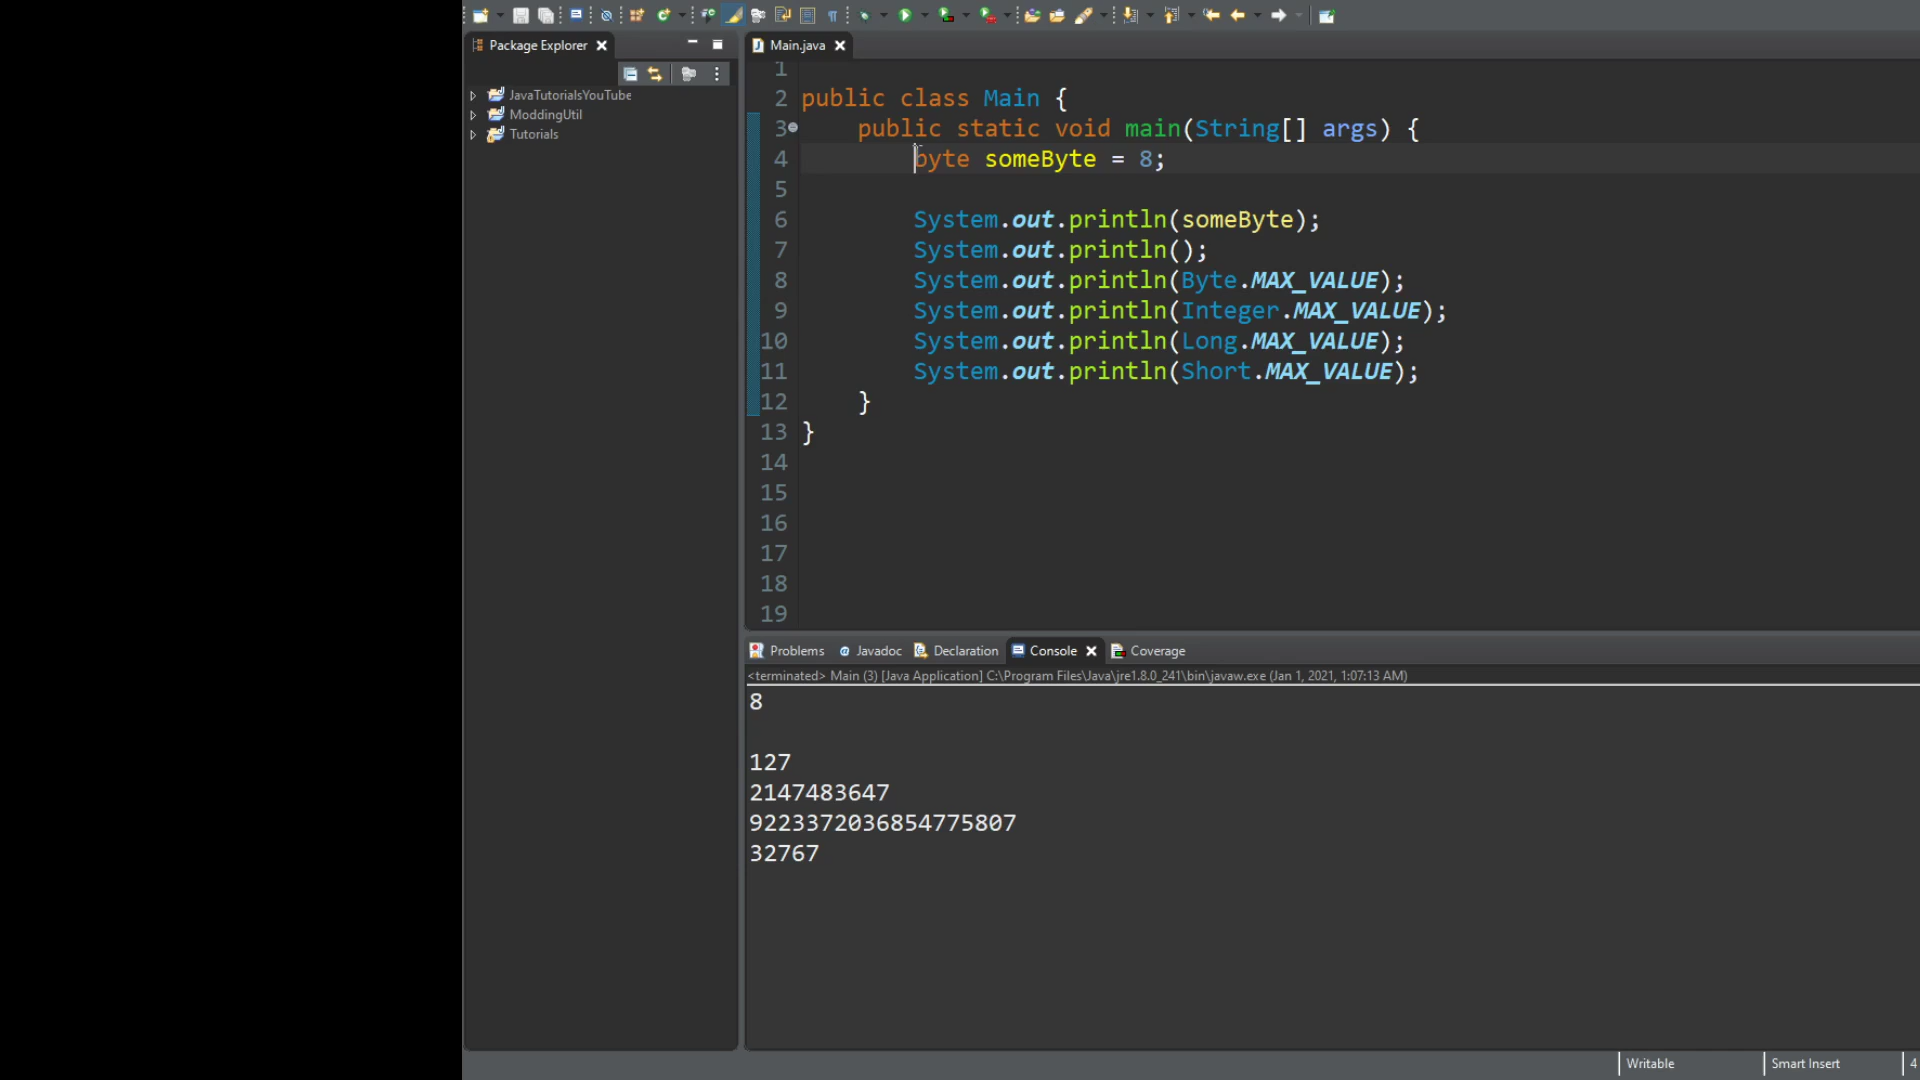 Package Explorer
JavaTutorialsYouTube
ModdingUtil
Tutorials
Main.java
1
2 public class Main {
3 public static void main(String[] args) {
4 byte someByte = 8;
5
6 System.out.println(someByte);
7 System.out.println();
8 System.out.println(Byte.MAX_VALUE);
9 System.out.println(Integer.MAX_VALUE);
10 System.out.println(Long.MAX_VALUE);
11 System.out.println(Short.MAX_VALUE);
12 }
13 }
14
15
16
17
18
19
Problems @ Javadoc Declaration Console Coverage
<terminated> Main (3) [Java Application] C:\Program Files\Java\jre1.8.0_241\bin\javaw.exe (Jan 1, 2021, 1:07:13 AM)
8
127
2147483647
9223372036854775807
32767
Writable Smart Insert 4